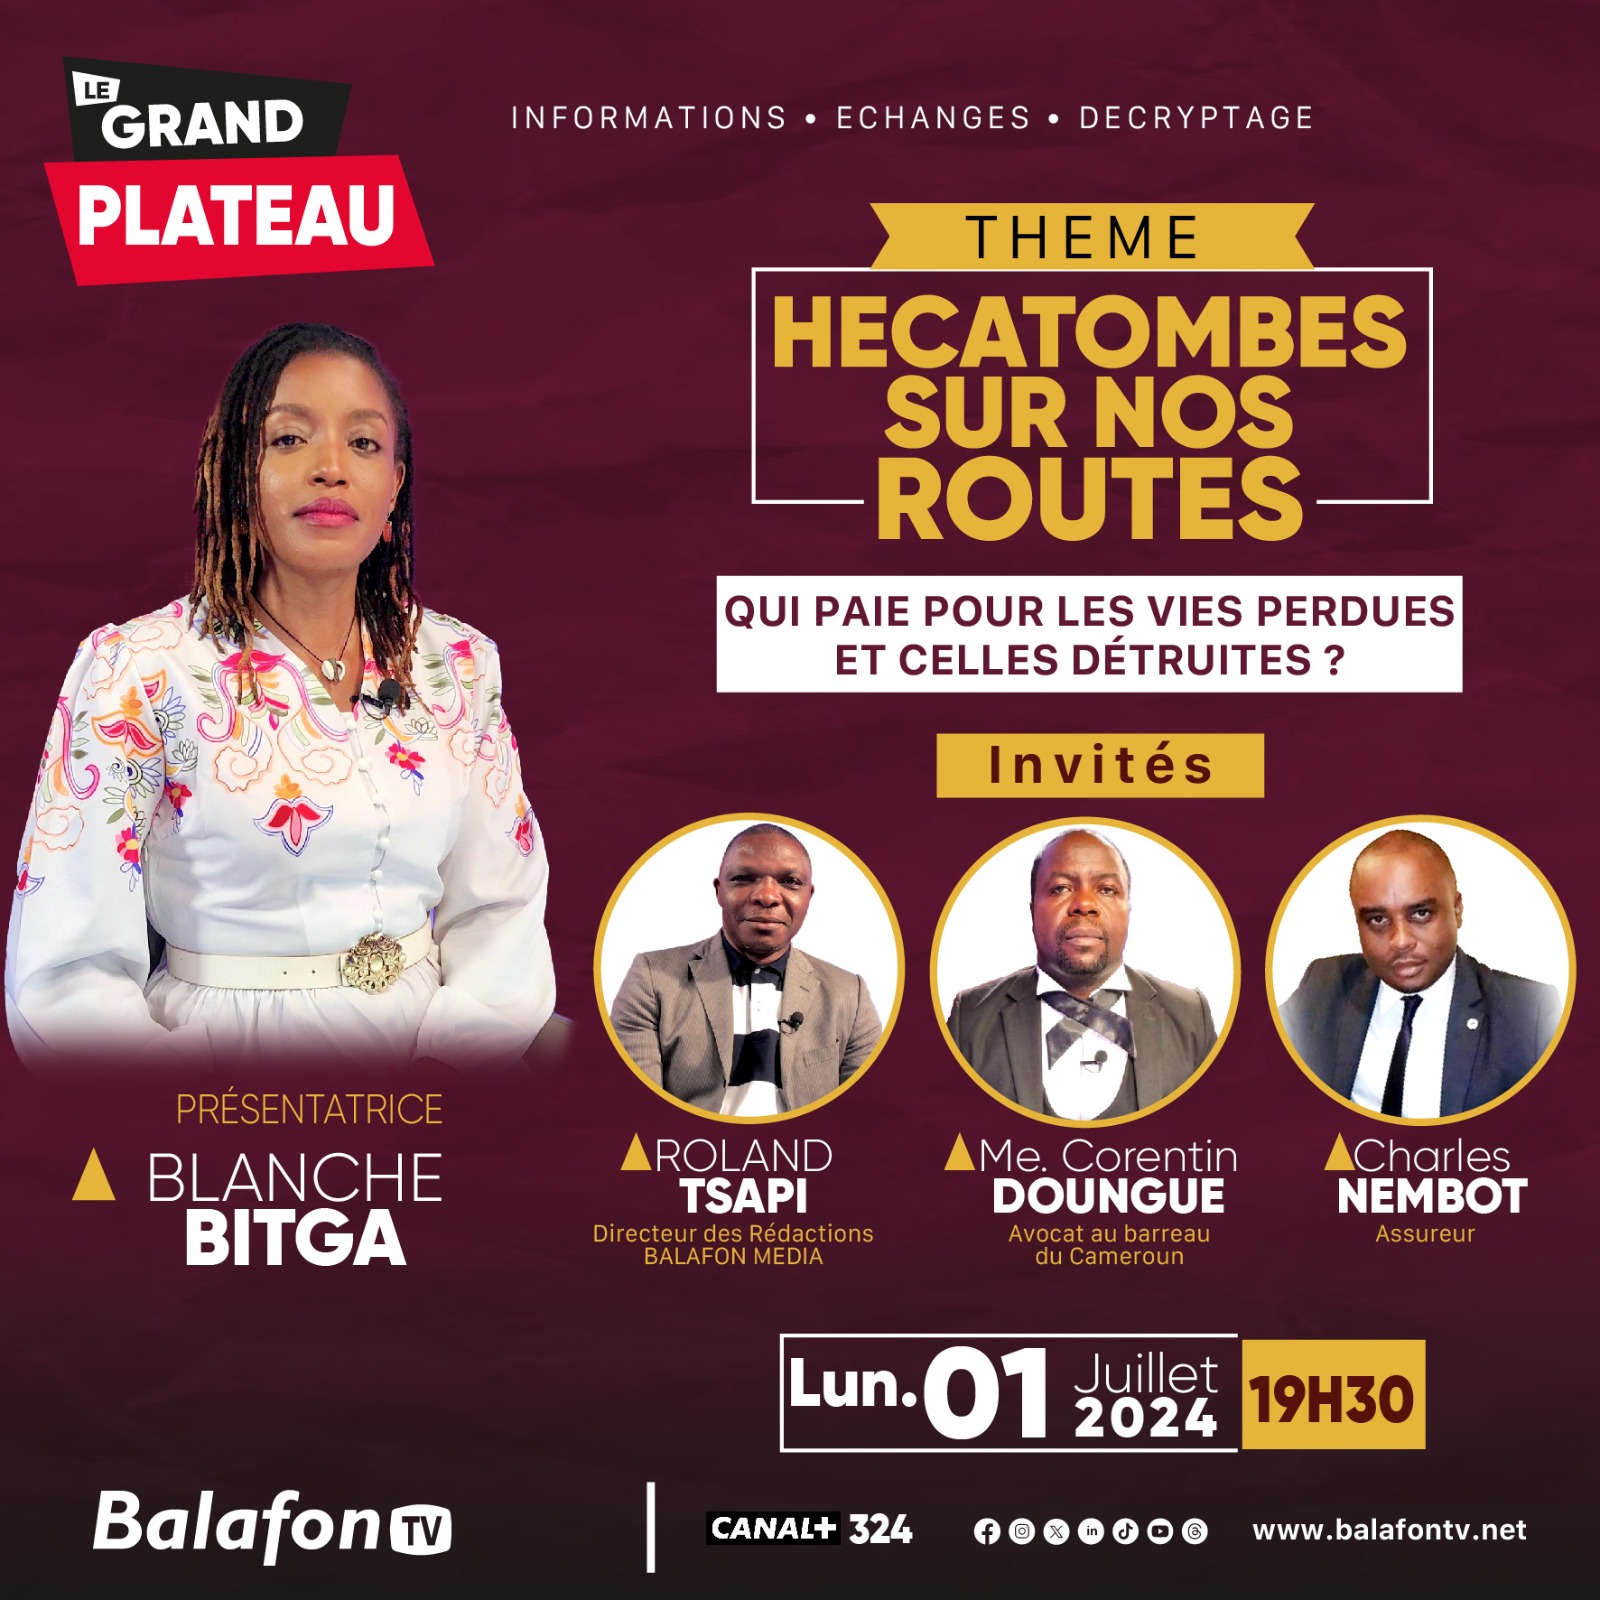 LE
GRAND
PLATEAU
INFORMATIONS • ECHANGES • DECRYPTAGE
THEME
HECATOMBES
SUR NOS
ROUTES
QUI PAIE POUR LES VIES PERDUES
ET CELLES DÉTRUITES ?
Invités
PRÉSENTATRICE
BLANCHE
BITGA
ROLAND
TSAPI
Directeur des Rédactions
BALAFON MEDIA
Me. Corentin
DOUNGUE
Avocat au barreau
du Cameroun
Charles
NEMBOT
Assureur
Lun. 01 Juillet 2024 19H30
Balafon TV
CANAL+ 324
www.balafontv.net